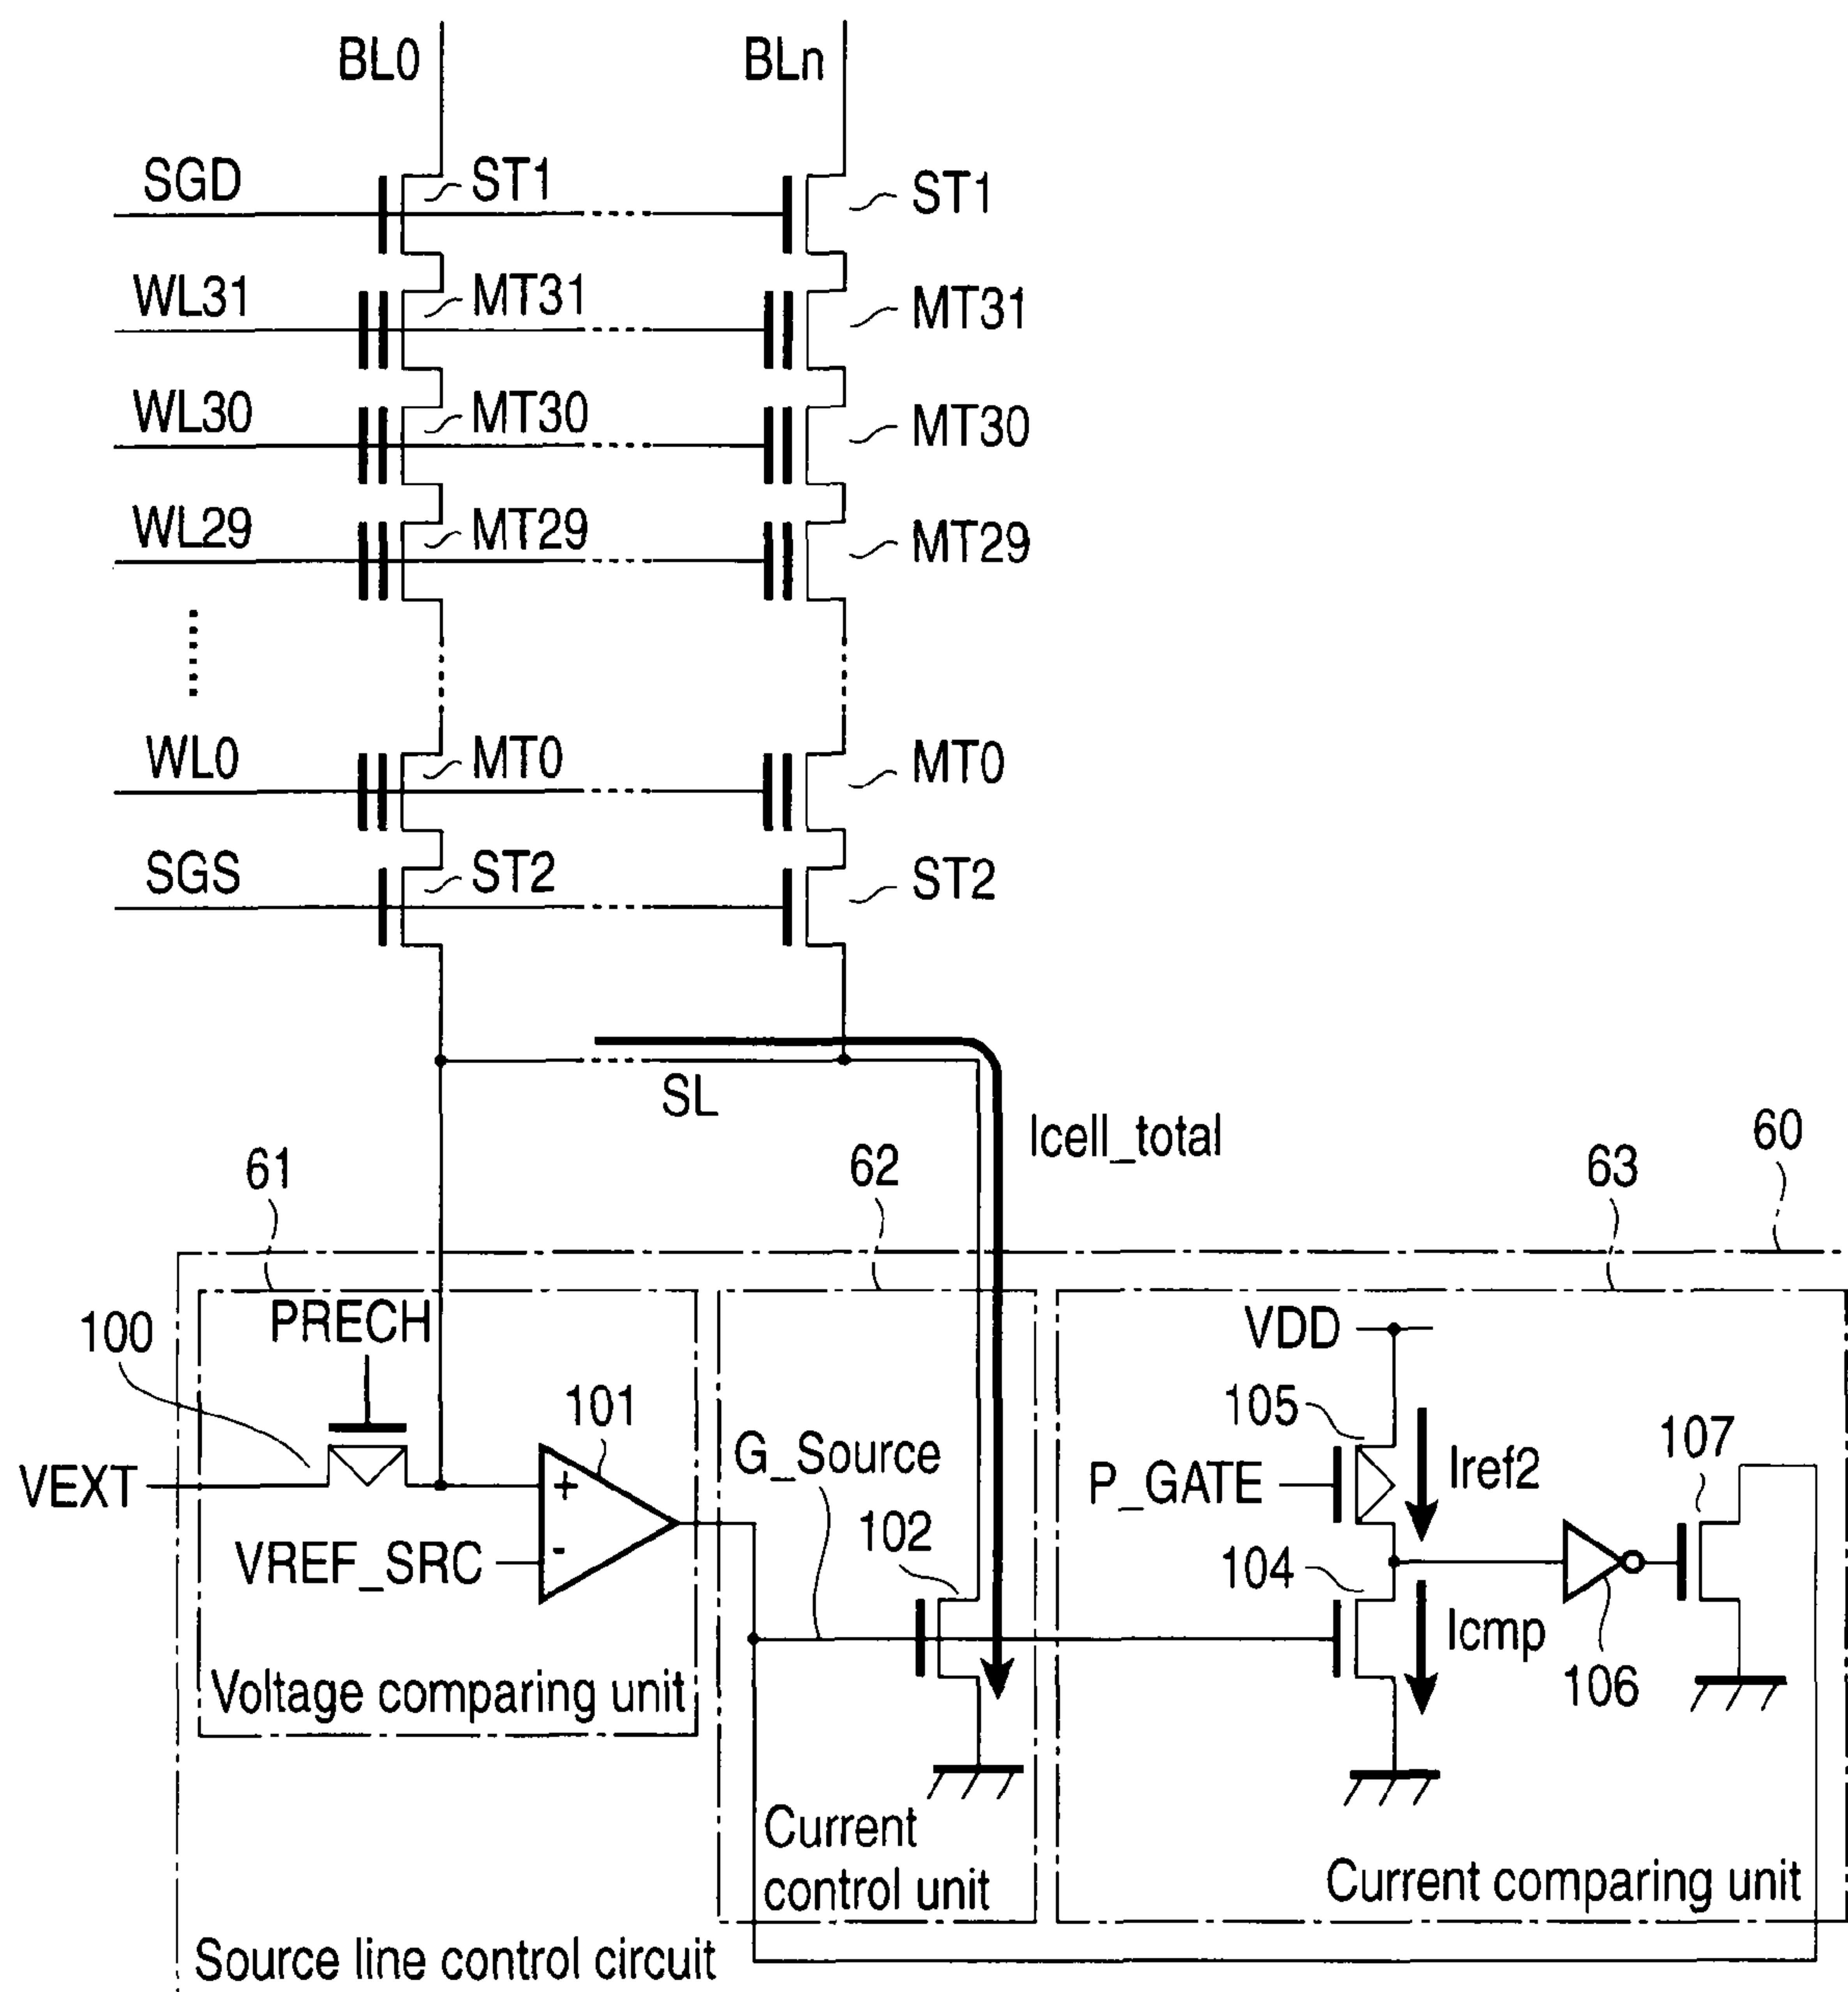 BL0 BLn
SGD ST1 ST1
WL31 MT31 MT31
WL30 MT30 MT30
WL29 MT29 MT29
WL0 MT0 MT0
SGS ST2 ST2
SL
Icell_total
61 62 63 60
100 PRECH VDD
101 105 107
VEXT + G_Source P_GATE Iref2
VREF_SRC - 102 104
Icmp 106
Voltage comparing unit
Current
control unit
Current comparing unit
Source line control circuit